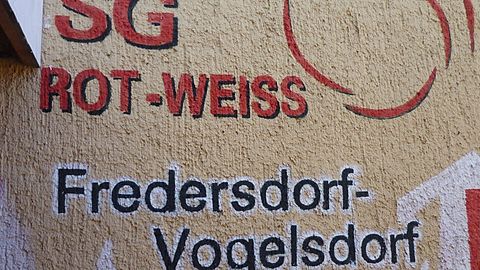 SG
ROT-WEISS
Fredersdorf-
Vogelsdorf